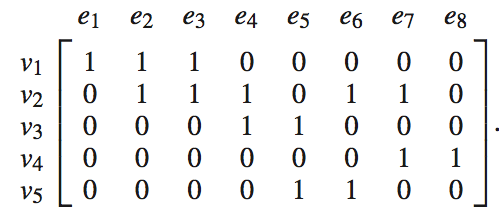 e1 e2 e3 e4 e5 e6 e7 e8
v1 1 1 1 0 0 0 0 0
v2 0 1 1 1 0 1 1 0
v3 0 0 0 1 1 0 0 0
v4 0 0 0 0 0 0 1 1
v5 0 0 0 0 1 1 0 0 .